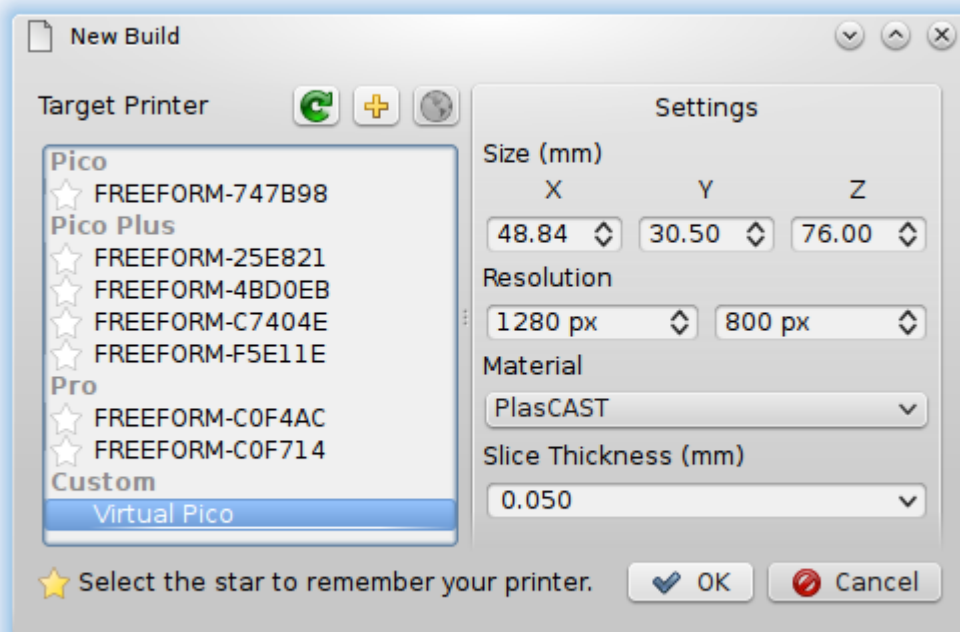 New Build
Target Printer
Pico
FREEFORM-747B98
Pico Plus
FREEFORM-25E821
FREEFORM-4BD0EB
FREEFORM-C7404E
FREEFORM-F5E11E
Pro
FREEFORM-C0F4AC
FREEFORM-C0F714
Custom
Virtual Pico
Settings
Size (mm)
X Y Z
48.84 30.50 76.00
Resolution
1280 px 800 px
Material
PlasCAST
Slice Thickness (mm)
0.050
Select the star to remember your printer.
OK Cancel